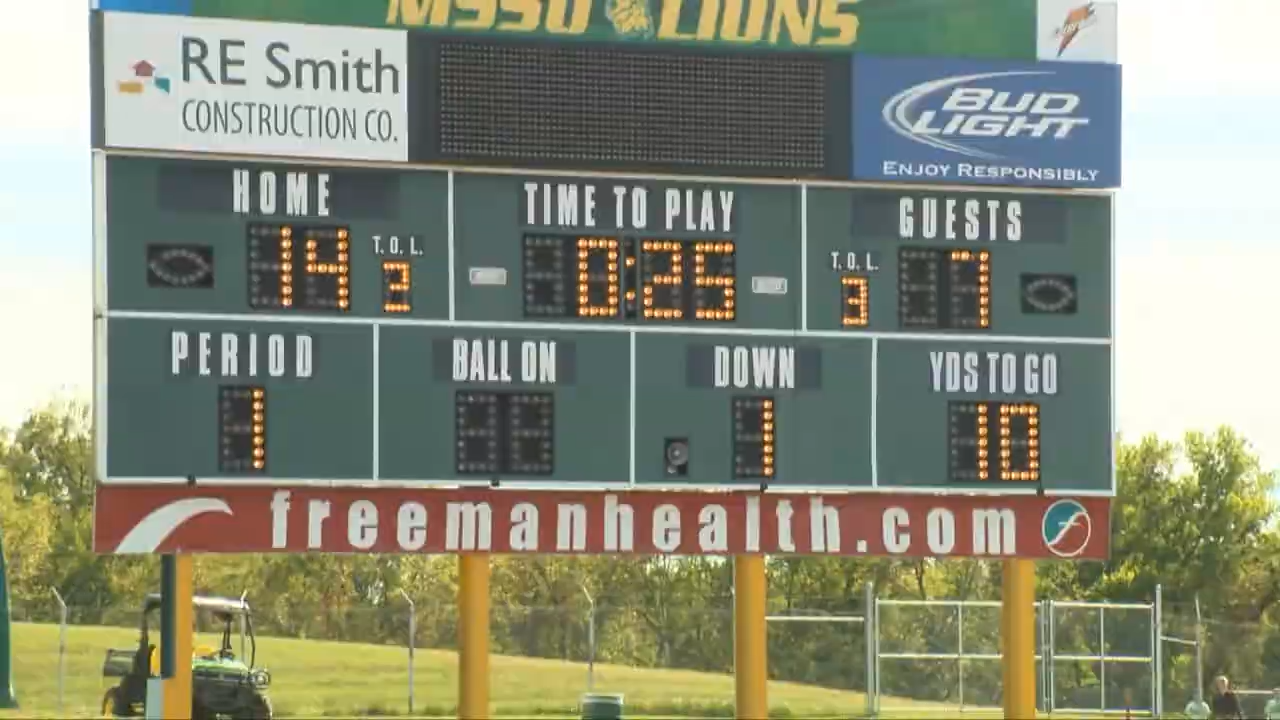 MSSU LIONS
RE Smith
CONSTRUCTION CO.
BUD
LIGHT
ENJOY RESPONSIBLY
HOME
TIME TO PLAY
GUESTS
14
T. O. L.
3
0:25
T. O. L.
3
7
PERIOD
BALL ON
DOWN
YDS TO GO
1
1
10
freemanhealth.com
f